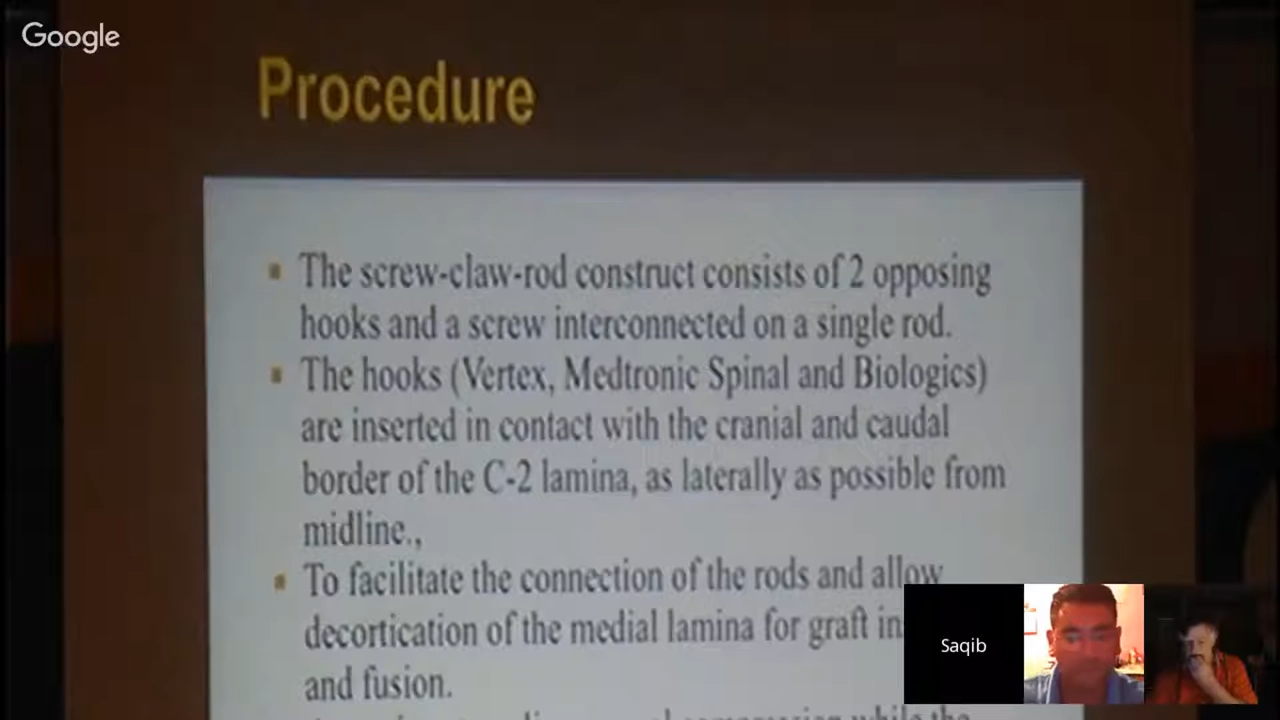 Google
Procedure
The screw-claw-rod construct consists of 2 opposing
hooks and a screw interconnected on a single rod.
The hooks (Vertex, Medtronic Spinal and Biologics)
are inserted in contact with the cranial and caudal
border of the C-2 lamina, as laterally as possible from
midline.,
To facilitate the connection of the rods and allow
decortication of the medial lamina for graft
and fusion.
compression while the
Saqib